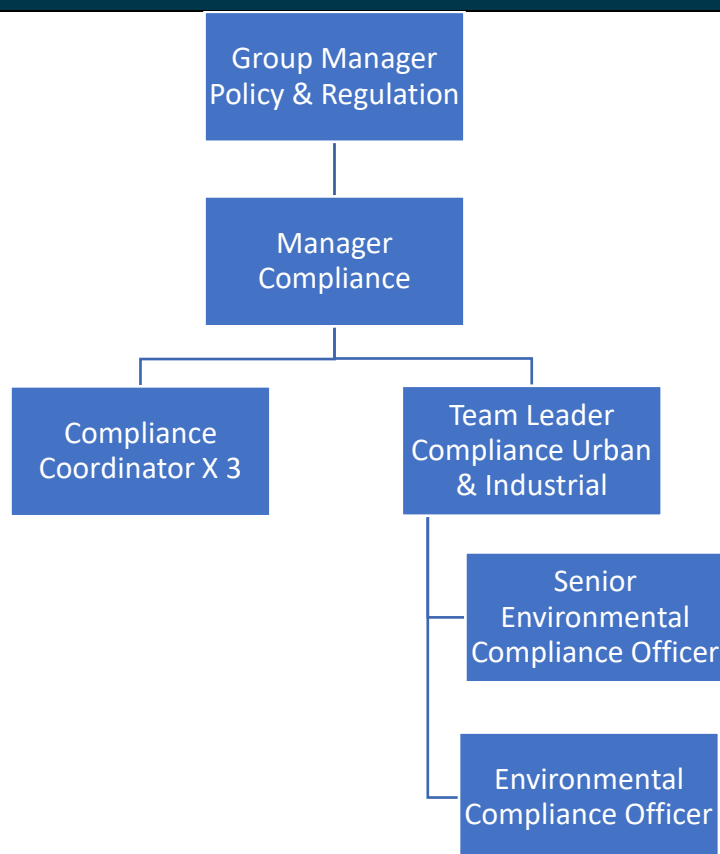 Group Manager
Policy & Regulation
Manager
Compliance
Compliance
Coordinator X 3
Team Leader
Compliance Urban
& Industrial
Senior
Environmental
Compliance Officer
Environmental
Compliance Officer